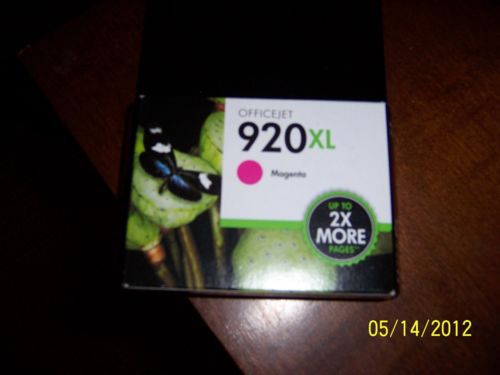 OFFICEJET
920XL
Magenta
UP TO
2X
MORE
PAGES**
05/14/2012